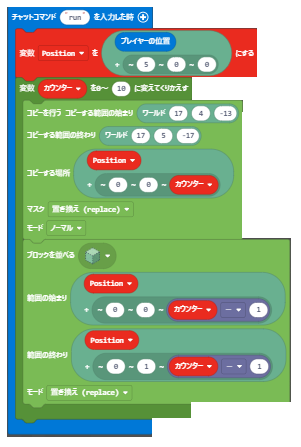 チャットコマンド "run" を入力した時
変数 Position を プレイヤーの位置 + ~ 5 ~ 0 ~ 0 にする
変数 カウンター を0~ 10 に変えてくりかえす
コピーを行う コピーする範囲の始まり ワールド 17 4 -13
コピーする範囲の終わり ワールド 17 5 -17
コピーする場所 Position + ~ 0 ~ 0 ~ カウンター
マスク 置き換え (replace)
モード ノーマル
ブロックを並べる
範囲の始まり Position + ~ 0 ~ 0 ~ カウンター - 1
範囲の終わり Position + ~ 0 ~ 1 ~ カウンター - 1
モード 置き換え (replace)